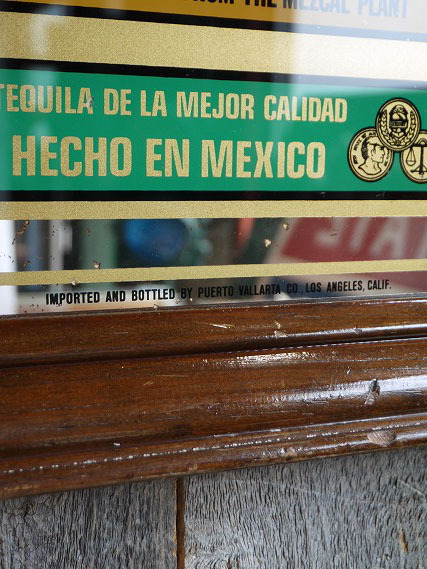 FROM THE MEZCAL PLANT
TEQUILA DE LA MEJOR CALIDAD
HECHO EN MEXICO
IMPORTED AND BOTTLED BY PUERTO VALLARTA CO., LOS ANGELES, CALIF.